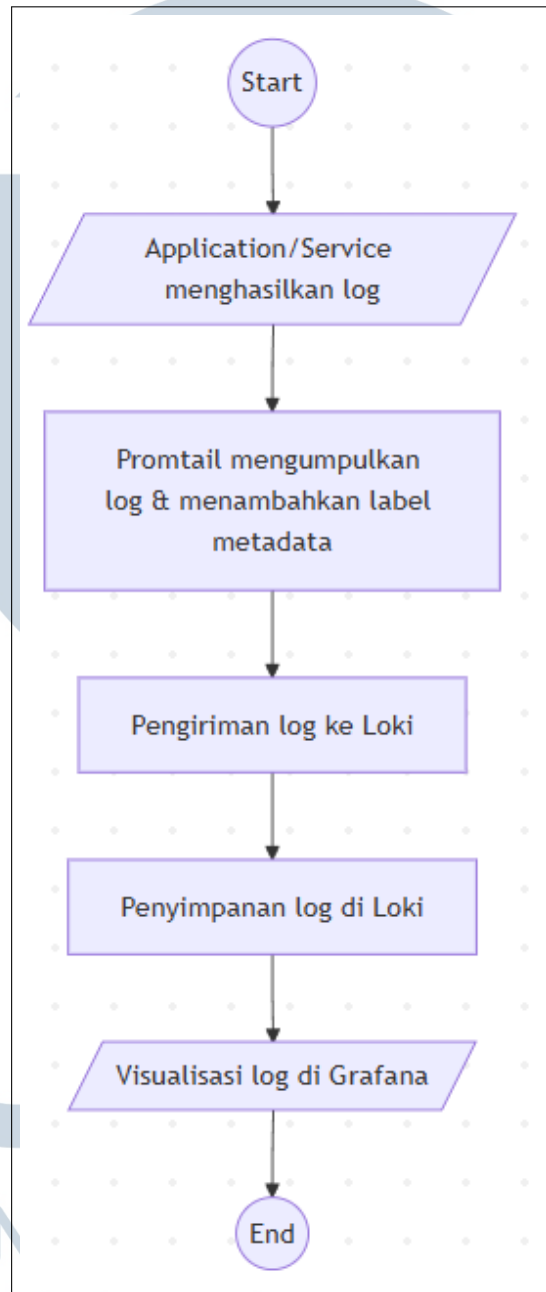 Start
Application/Service
menghasilkan log
Promtail mengumpulkan
log & menambahkan label
metadata
Pengiriman log ke Loki
Penyimpanan log di Loki
Visualisasi log di Grafana
End